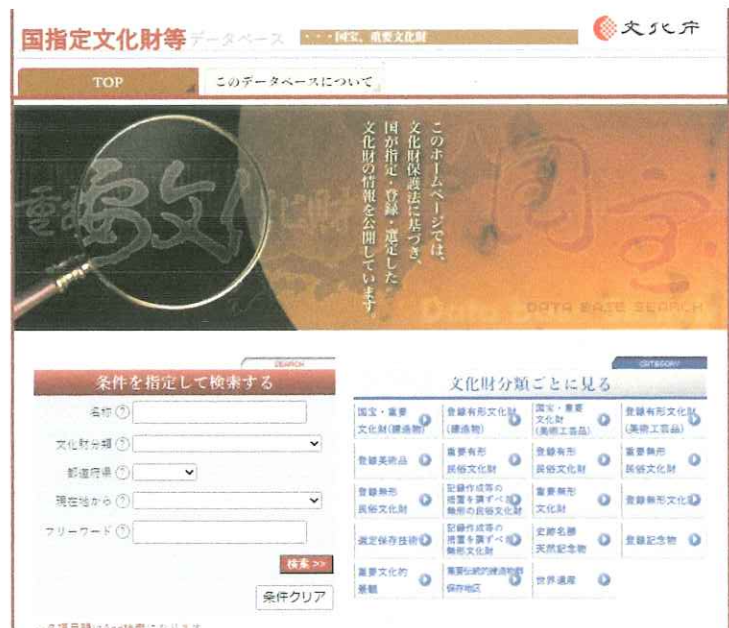 国指定文化財等データベース
・・・国宝、重要文化財
文化庁
TOP
このデータベースについて
このホームページでは、
文化財保護法に基づき、
国が指定・登録・選定した
文化財の情報を公開しています。
重要文化財
国宝
DATA BASE SEARCH
SEARCH
条件を指定して検索する
名称 ?
文化財分類 ?
都道府県 ?
現在地から ?
フリーワード ?
検索 >>
条件クリア
CATEGORY
文化財分類ごとに見る
国宝・重要
文化財(建造物)
登録有形文化財
(建造物)
国宝・重要
文化財
(美術工芸品)
登録有形文化財
(美術工芸品)
登録美術品
重要有形
民俗文化財
登録有形
民俗文化財
重要無形
民俗文化財
登録無形
民俗文化財
記録作成等の
措置を講ずべき
無形の民俗文化財
重要無形
文化財
登録無形文化財
選定保存技術
記録作成等の
措置を講ずべき
無形文化財
史跡名勝
天然記念物
登録記念物
重要文化的
景観
重要伝統的建造物群
保存地区
世界遺産